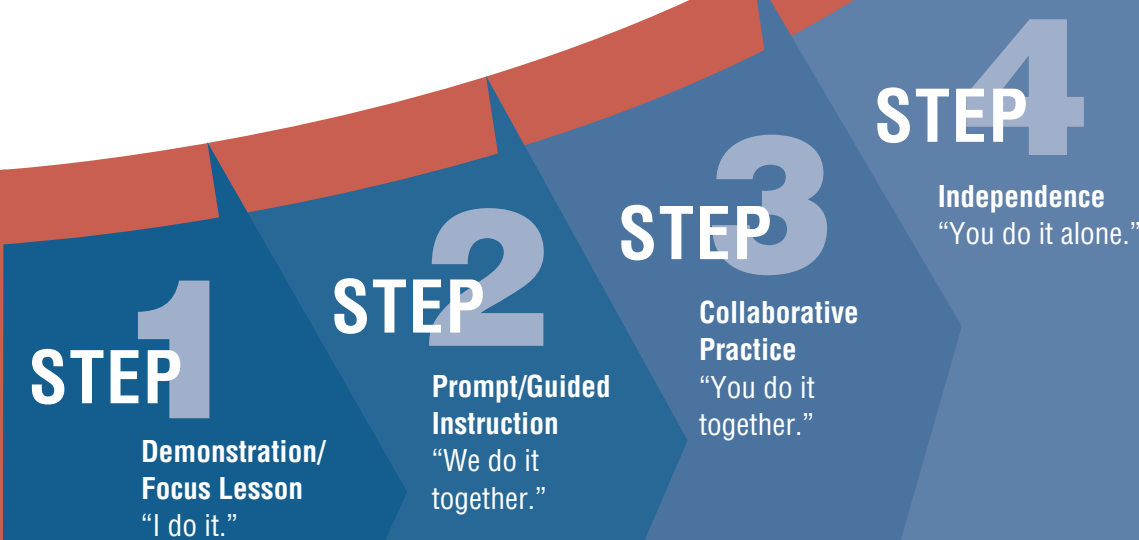 STEP 1
Demonstration/
Focus Lesson
“I do it.”
STEP 2
Prompt/Guided
Instruction
“We do it
together.”
STEP 3
Collaborative
Practice
“You do it
together.”
STEP 4
Independence
“You do it alone.”